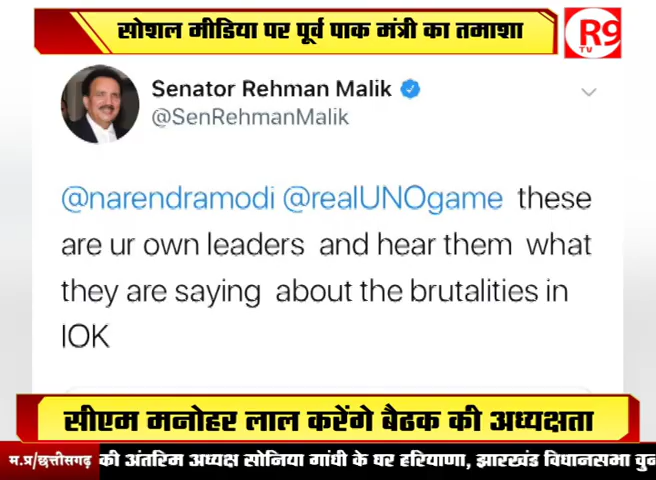 सोशल मीडिया पर पूर्व पाक मंत्री का तमाशा
R9
TV
Senator Rehman Malik
@SenRehmanMalik
@narendramodi @realUNOgame these
are ur own leaders and hear them what
they are saying about the brutalities in
IOK
सीएम मनोहर लाल करेंगे बैठक की अध्यक्षता
म.प्र/छत्तीसगढ़ की अंतरिम अध्यक्ष सोनिया गांधी के घर हरियाणा, झारखंड विधानसभा चुन